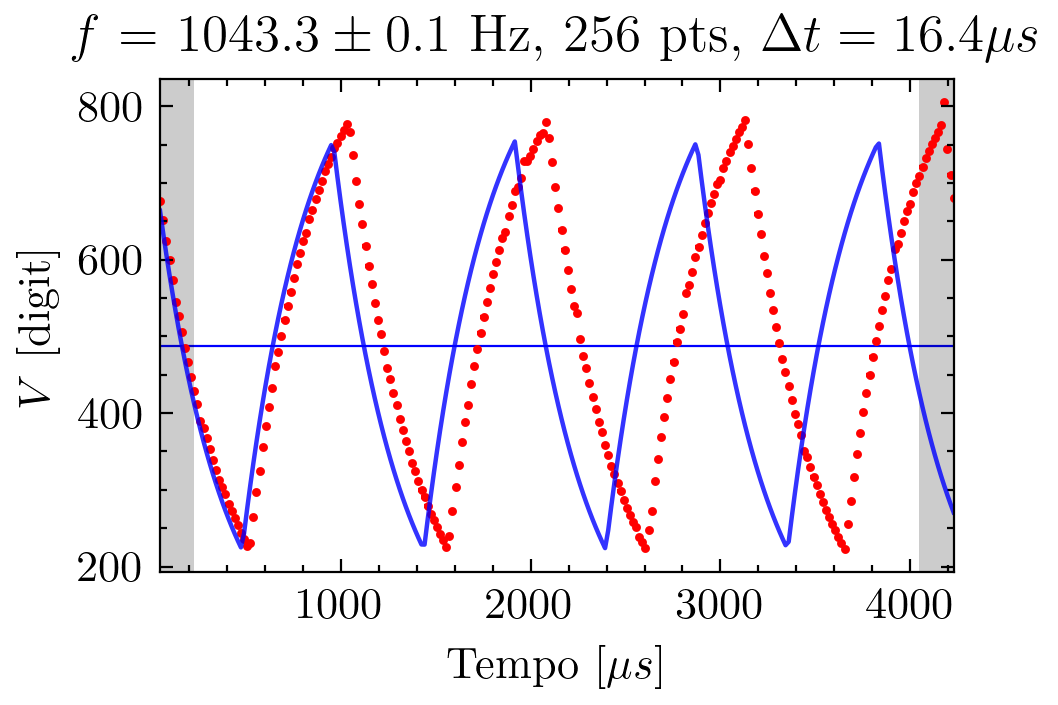 f = 1043.3 ± 0.1 Hz, 256 pts, Δt = 16.4μs
800
600
400
200
V [digit]
1000 2000 3000 4000
Tempo [μs]